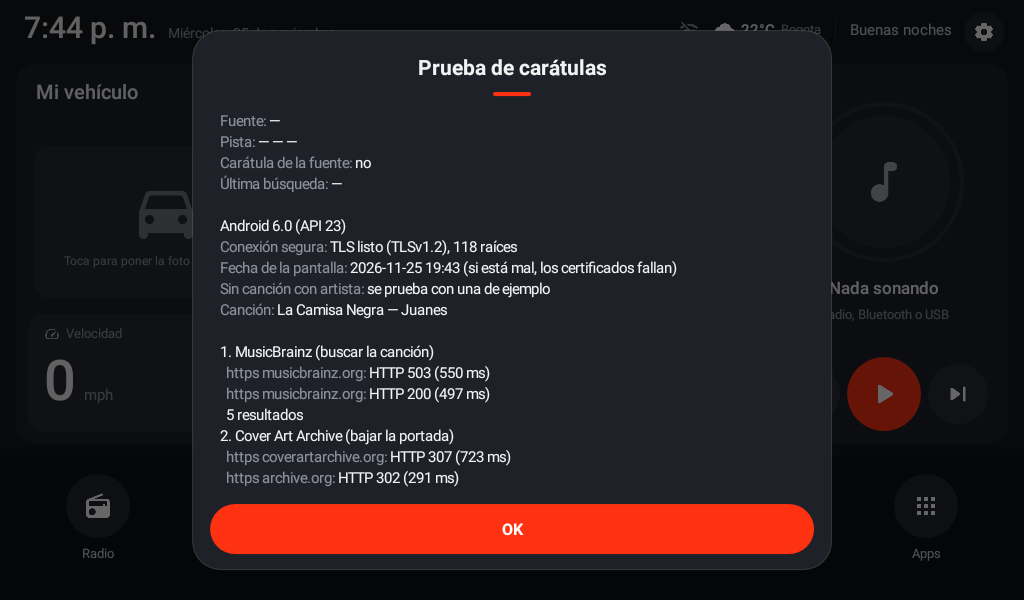 7:44 p. m.
22°C Bogota
Buenas noches
Mi vehículo
Prueba de carátulas
Fuente: —
Pista: — — —
Carátula de la fuente: no
Última búsqueda: —
Android 6.0 (API 23)
Conexión segura: TLS listo (TLSv1.2), 118 raíces
Fecha de la pantalla: 2026-11-25 19:43 (si está mal, los certificados fallan)
Sin canción con artista: se prueba con una de ejemplo
Canción: La Camisa Negra — Juanes
1. MusicBrainz (buscar la canción)
https musicbrainz.org: HTTP 503 (550 ms)
https musicbrainz.org: HTTP 200 (497 ms)
5 resultados
2. Cover Art Archive (bajar la portada)
https coverartarchive.org: HTTP 307 (723 ms)
https archive.org: HTTP 302 (291 ms)
OK
Toca para poner la foto
Velocidad
0 mph
Nada sonando
Bluetooth o USB
Radio
Apps